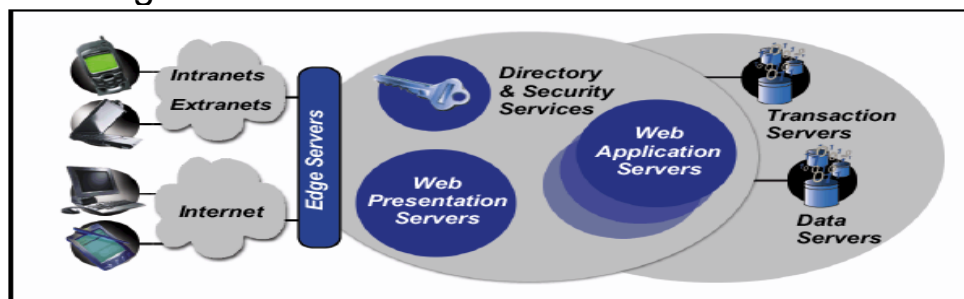 Intranets
Extranets
Internet
Edge Servers
Directory
& Security
Services
Web
Presentation
Servers
Web
Application
Servers
Transaction
Servers
Data
Servers